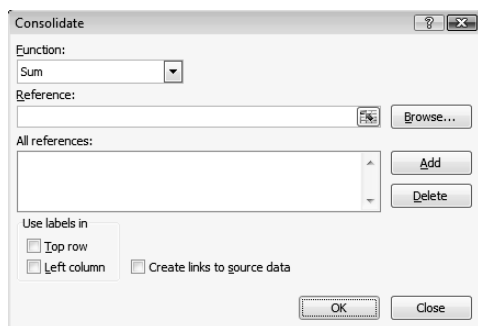 Consolidate
Function:
Sum
Reference:
Browse...
All references:
Add
Delete
Use labels in
Top row
Left column
Create links to source data
OK
Close